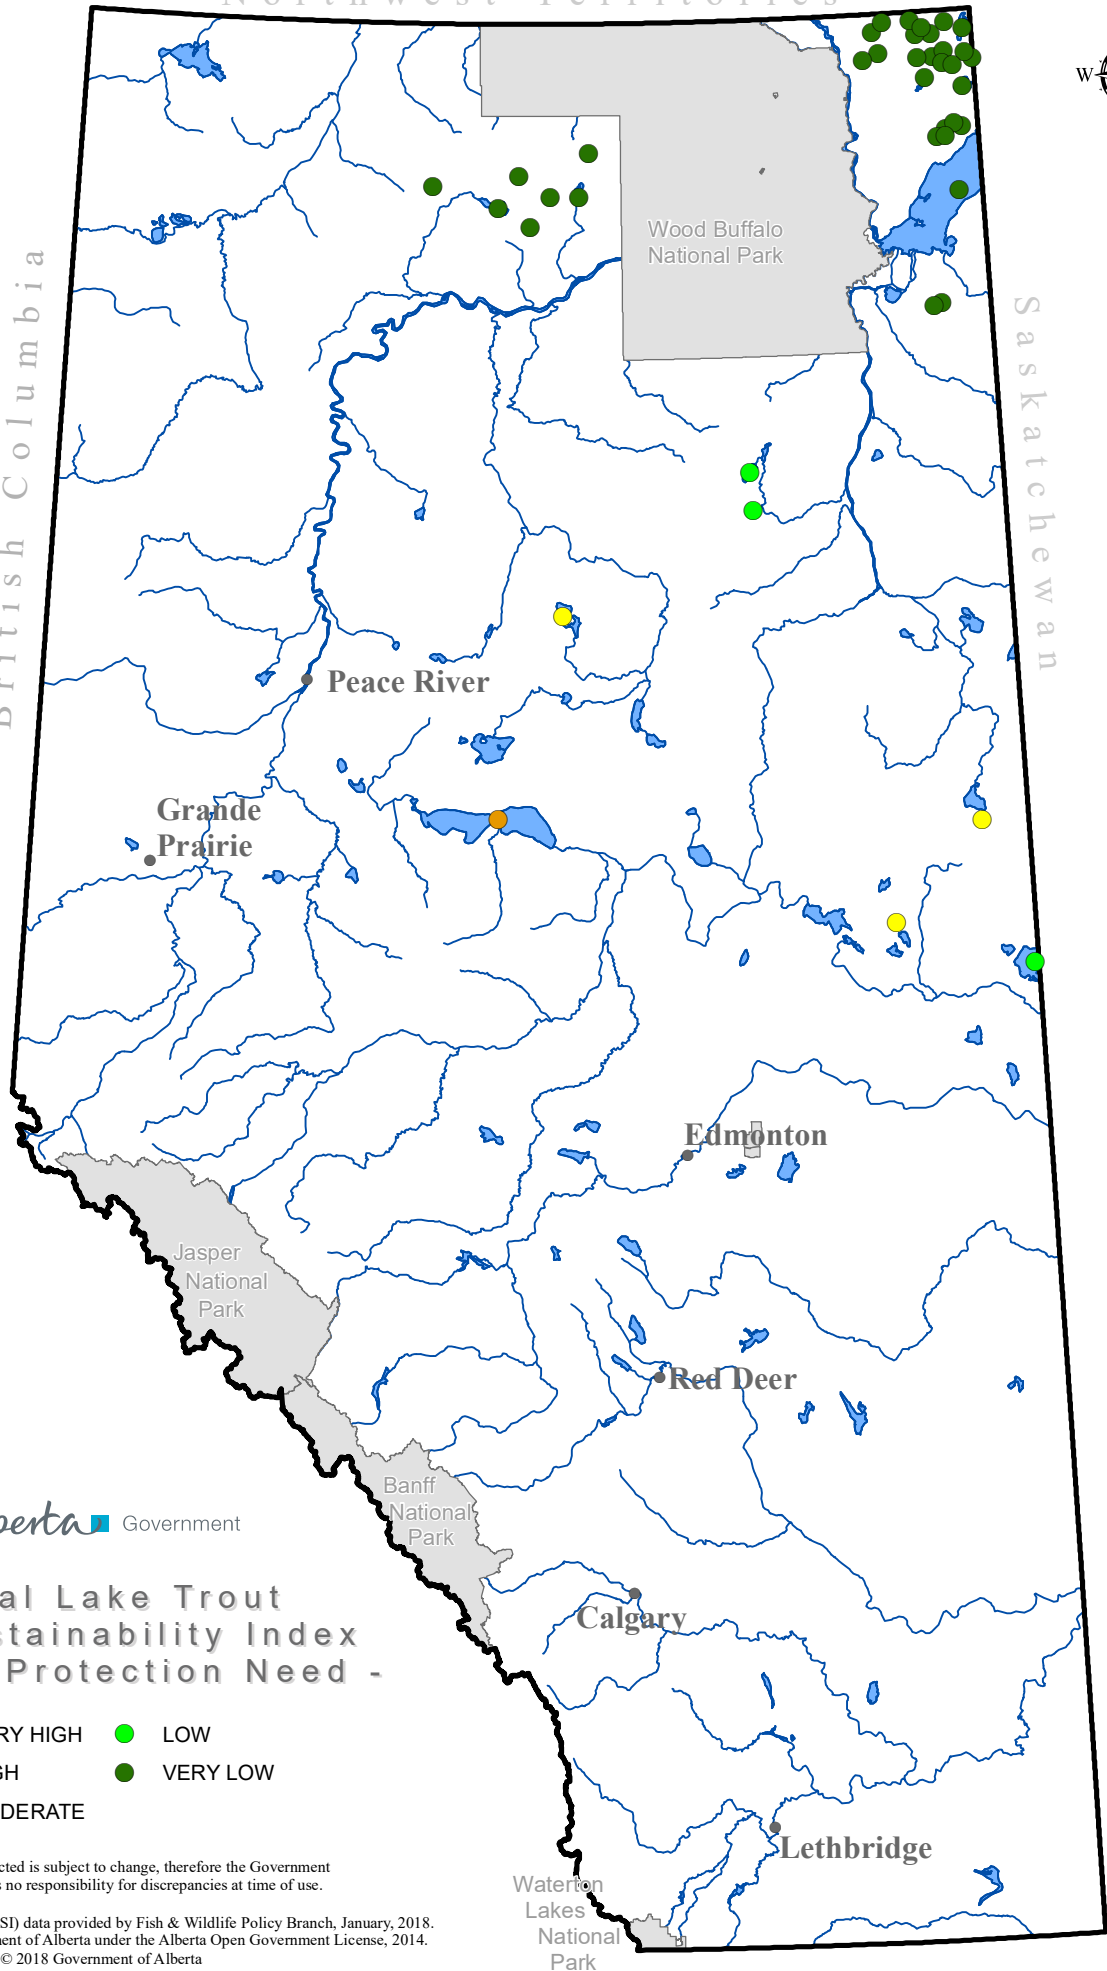 Northwest Territories
W
British Columbia
Saskatchewan
Wood Buffalo
National Park
Peace River
Grande
Prairie
Edmonton
Jasper
National
Park
Red Deer
Banff
National
Park
berta Government
al Lake Trout
stainability Index
Protection Need -
Calgary
RY HIGH LOW
GH VERY LOW
DERATE
Lethbridge
cted is subject to change, therefore the Government
s no responsibility for discrepancies at time of use.
Waterton
Lakes
National
Park
SI) data provided by Fish & Wildlife Policy Branch, January, 2018.
ment of Alberta under the Alberta Open Government License, 2014.
© 2018 Government of Alberta